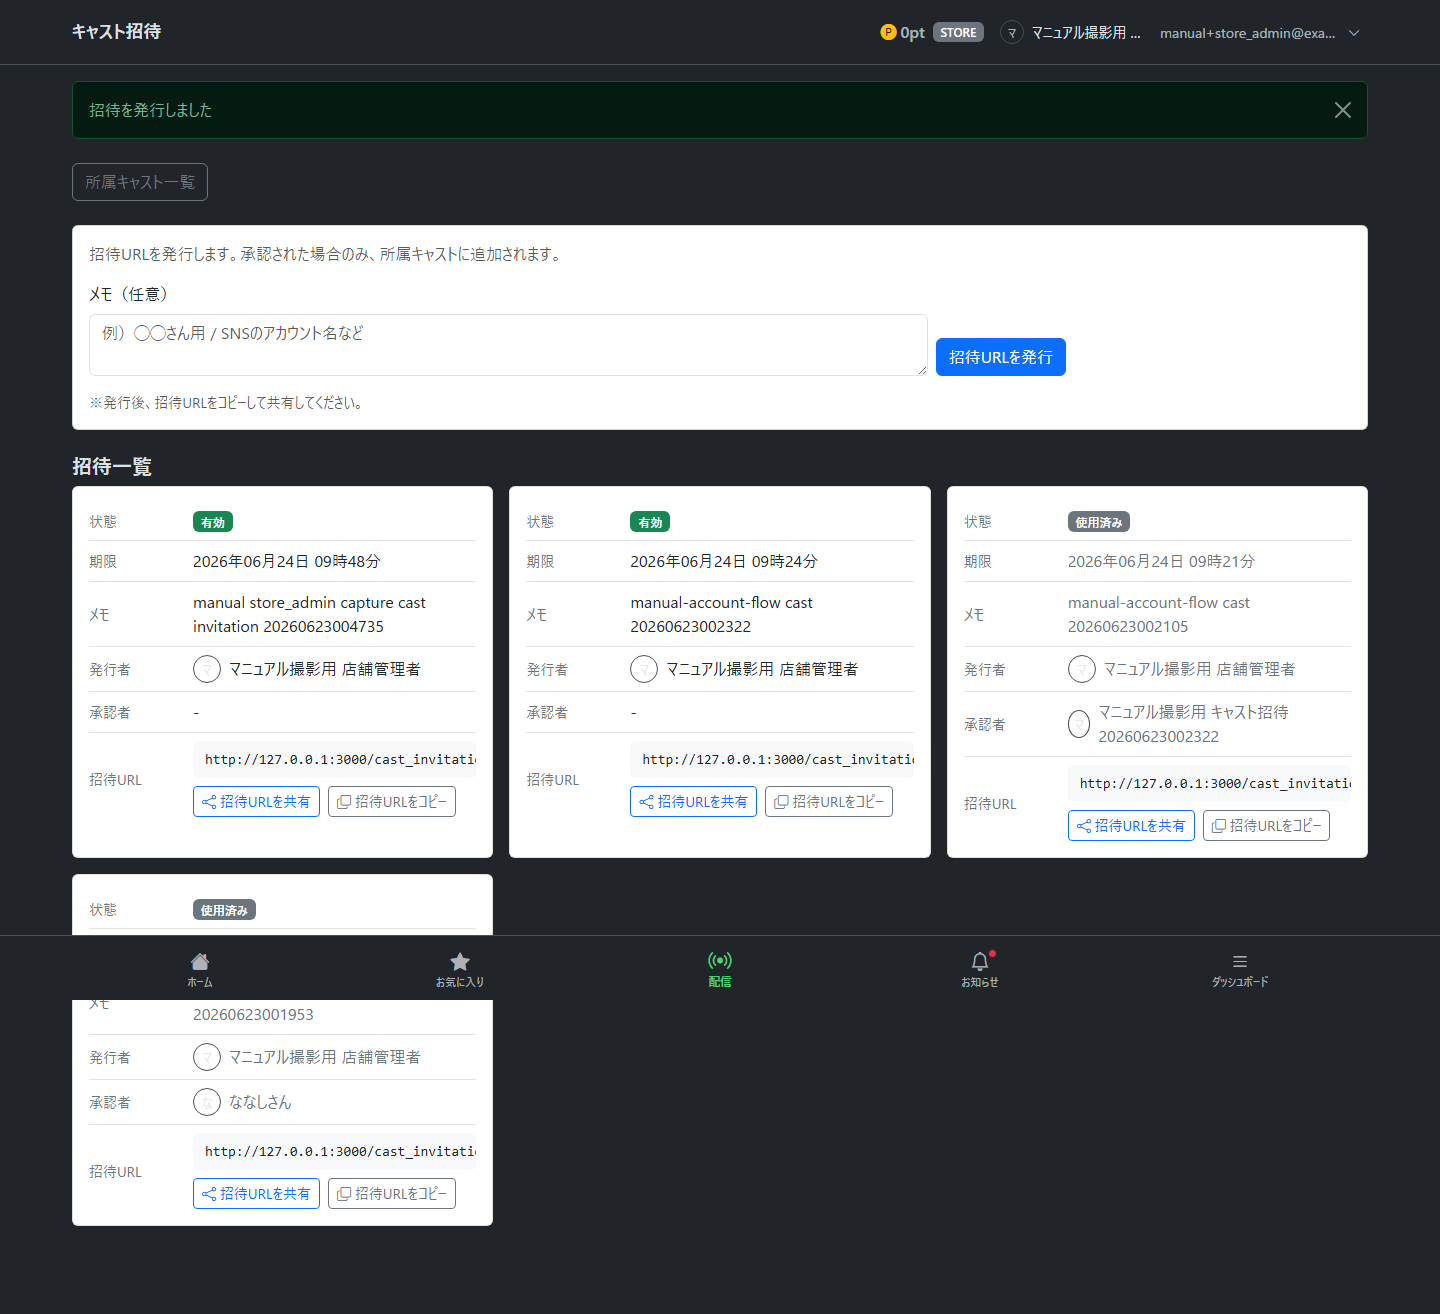 キャスト招待
P 0pt STORE マ マニュアル撮影用 ... manual+store_admin@exa...
招待を発行しました
所属キャスト一覧
招待URLを発行します。承認された場合のみ、所属キャストに追加されます。
メモ（任意）
例）◯◯さん用 / SNSのアカウント名など
招待URLを発行
※発行後、招待URLをコピーして共有してください。
招待一覧
状態 有効
期限 2026年06月24日 09時48分
メモ manual store_admin capture cast
invitation 20260623004735
発行者 マ マニュアル撮影用 店舗管理者
承認者 -
招待URL http://127.0.0.1:3000/cast_invitatio
招待URLを共有 招待URLをコピー
状態 有効
期限 2026年06月24日 09時24分
メモ manual-account-flow cast
20260623002322
発行者 マ マニュアル撮影用 店舗管理者
承認者 -
招待URL http://127.0.0.1:3000/cast_invitatio
招待URLを共有 招待URLをコピー
状態 使用済み
期限 2026年06月24日 09時21分
メモ manual-account-flow cast
20260623002105
発行者 マ マニュアル撮影用 店舗管理者
承認者 マ マニュアル撮影用 キャスト招待
20260623002322
招待URL http://127.0.0.1:3000/cast_invitatio
招待URLを共有 招待URLをコピー
状態 使用済み
ホーム お気に入り 配信 お知らせ ダッシュボード
メモ 20260623001953
発行者 マ マニュアル撮影用 店舗管理者
承認者 な ななしさん
招待URL http://127.0.0.1:3000/cast_invitatio
招待URLを共有 招待URLをコピー